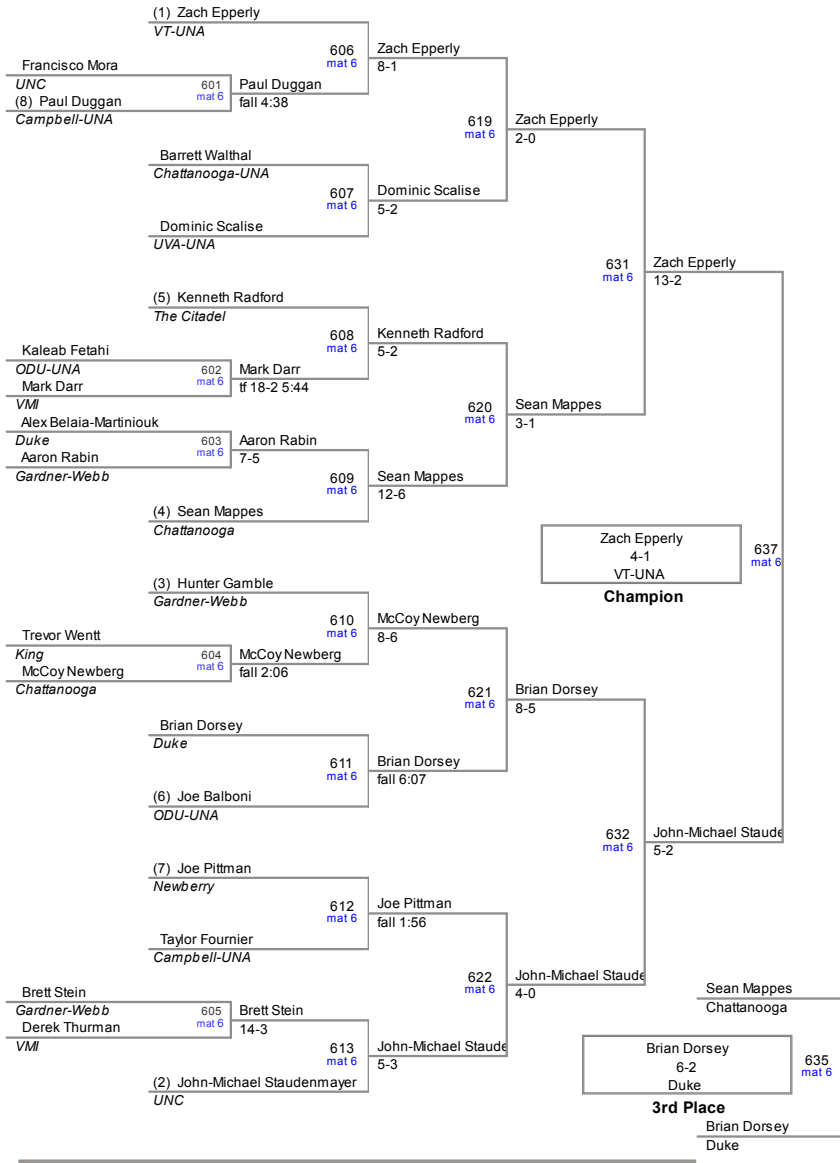 (1) Zach Epperly
VT-UNA
606
mat 6
Zach Epperly
8-1
Francisco Mora
UNC
601
mat 6
Paul Duggan
fall 4:38
(8) Paul Duggan
Campbell-UNA
619
mat 6
Zach Epperly
2-0
Barrett Walthal
Chattanooga-UNA
607
mat 6
Dominic Scalise
5-2
Dominic Scalise
UVA-UNA
631
mat 6
Zach Epperly
13-2
(5) Kenneth Radford
The Citadel
608
mat 6
Kenneth Radford
5-2
Kaleab Fetahi
ODU-UNA
602
mat 6
Mark Darr
tf 18-2 5:44
Mark Darr
VMI
620
mat 6
Sean Mappes
3-1
Alex Belaia-Martiniouk
Duke
603
mat 6
Aaron Rabin
7-5
Aaron Rabin
Gardner-Webb
609
mat 6
Sean Mappes
12-6
(4) Sean Mappes
Chattanooga
Zach Epperly
4-1
VT-UNA
637
mat 6
Champion
(3) Hunter Gamble
Gardner-Webb
610
mat 6
McCoy Newberg
8-6
Trevor Wentt
King
604
mat 6
McCoy Newberg
fall 2:06
McCoy Newberg
Chattanooga
621
mat 6
Brian Dorsey
8-5
Brian Dorsey
Duke
611
mat 6
Brian Dorsey
fall 6:07
(6) Joe Balboni
ODU-UNA
632
mat 6
John-Michael Staude
5-2
(7) Joe Pittman
Newberry
612
mat 6
Joe Pittman
fall 1:56
Taylor Fournier
Campbell-UNA
622
mat 6
John-Michael Staude
4-0
Brett Stein
Gardner-Webb
605
mat 6
Brett Stein
14-3
Derek Thurman
VMI
613
mat 6
John-Michael Staude
5-3
(2) John-Michael Staudenmayer
UNC
Sean Mappes
Chattanooga
Brian Dorsey
6-2
Duke
635
mat 6
3rd Place
Brian Dorsey
Duke